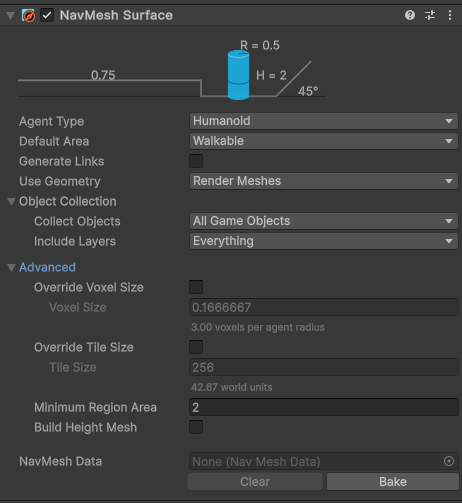 NavMesh Surface
R = 0.5
0.75
H = 2
45°
Agent Type Humanoid
Default Area Walkable
Generate Links
Use Geometry Render Meshes
Object Collection
Collect Objects All Game Objects
Include Layers Everything
Advanced
Override Voxel Size
Voxel Size 0.1666667
3.00 voxels per agent radius
Override Tile Size
Tile Size 256
42.67 world units
Minimum Region Area 2
Build Height Mesh
NavMesh Data None (Nav Mesh Data)
Clear Bake